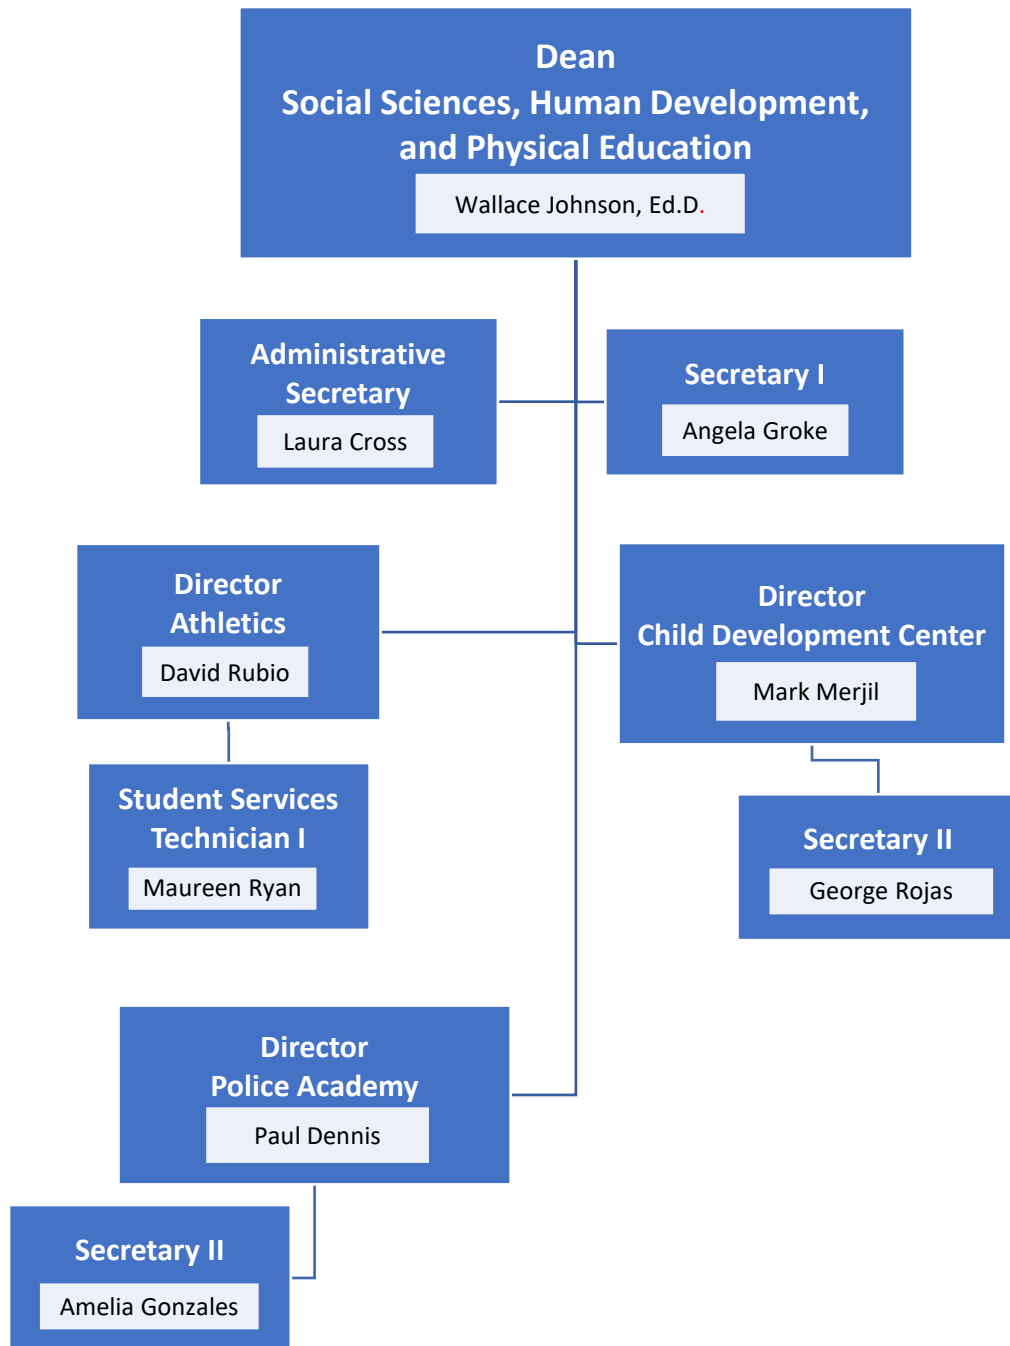 Dean
Social Sciences, Human Development,
and Physical Education
Wallace Johnson, Ed.D.
Administrative
Secretary
Laura Cross
Secretary I
Angela Groke
Director
Athletics
David Rubio
Director
Child Development Center
Mark Merjil
Student Services
Technician I
Maureen Ryan
Secretary II
George Rojas
Director
Police Academy
Paul Dennis
Secretary II
Amelia Gonzales